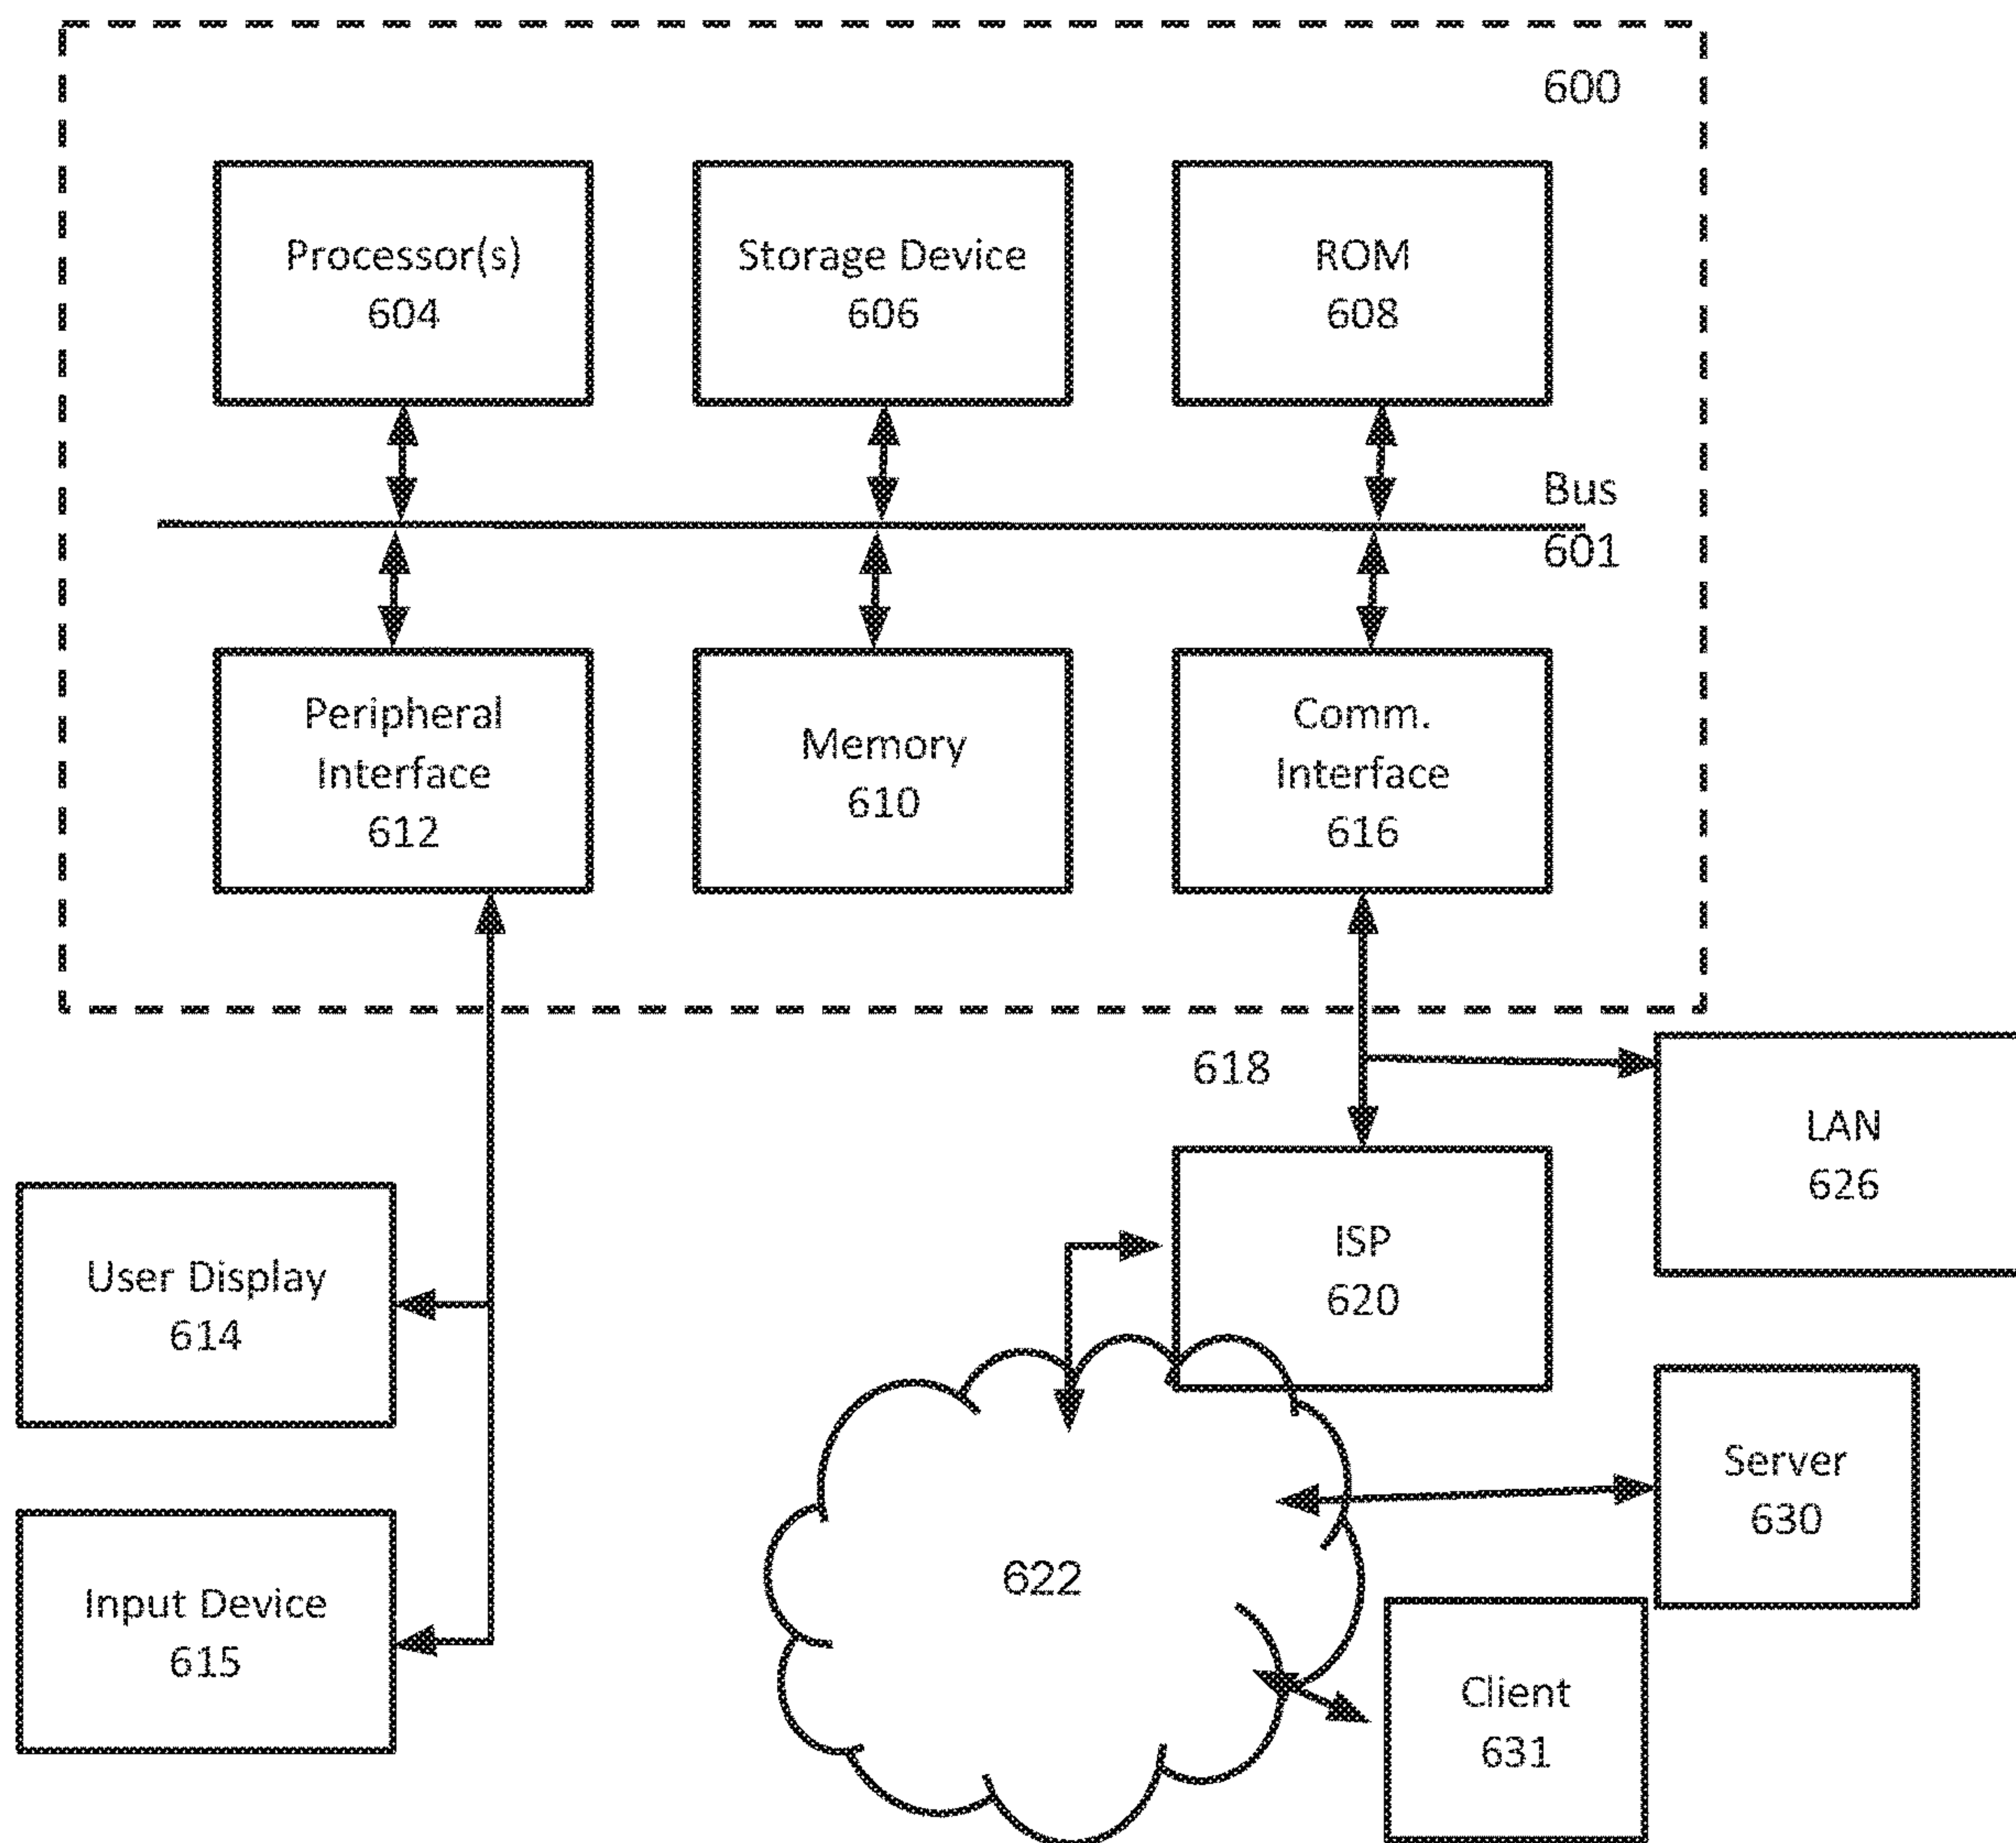 600
Processor(s)
604
Storage Device
606
ROM
608
Bus
601
Peripheral
Interface
612
Memory
610
Comm.
Interface
616
618
LAN
626
User Display
614
ISP
620
Server
630
Input Device
615
622
Client
631